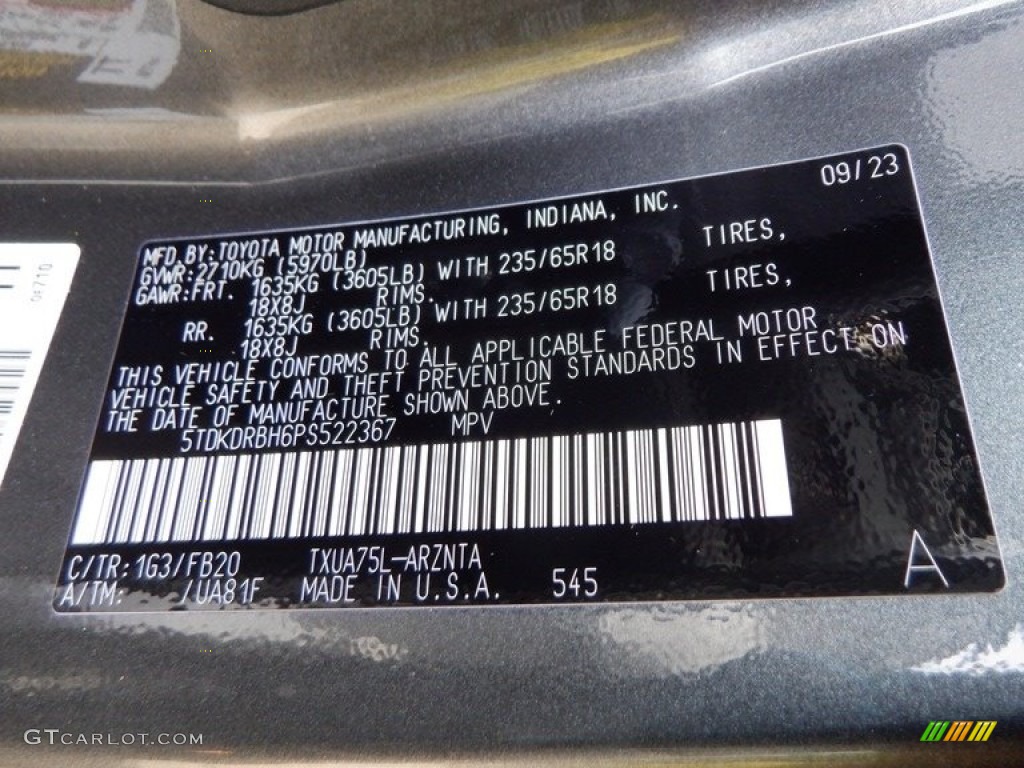 09/23
MFD.BY:TOYOTA MOTOR MANUFACTURING, INDIANA, INC.
GVWR:2710KG (5970LB)
GAWR:FRT. 1635KG (3605LB) WITH 235/65R18 TIRES,
18X8J RIMS.
RR. 1635KG (3605LB) WITH 235/65R18 TIRES,
18X8J RIMS.
THIS VEHICLE CONFORMS TO ALL APPLICABLE FEDERAL MOTOR
VEHICLE SAFETY AND THEFT PREVENTION STANDARDS IN EFFECT ON
THE DATE OF MANUFACTURE SHOWN ABOVE.
5TDKDRBH6PS522367 MPV
C/TR:1G3/FB20 TXUA75L-ARZNTA
A/TM: /UA81F MADE IN U.S.A. 545
A
04710
GTCARLOT.COM